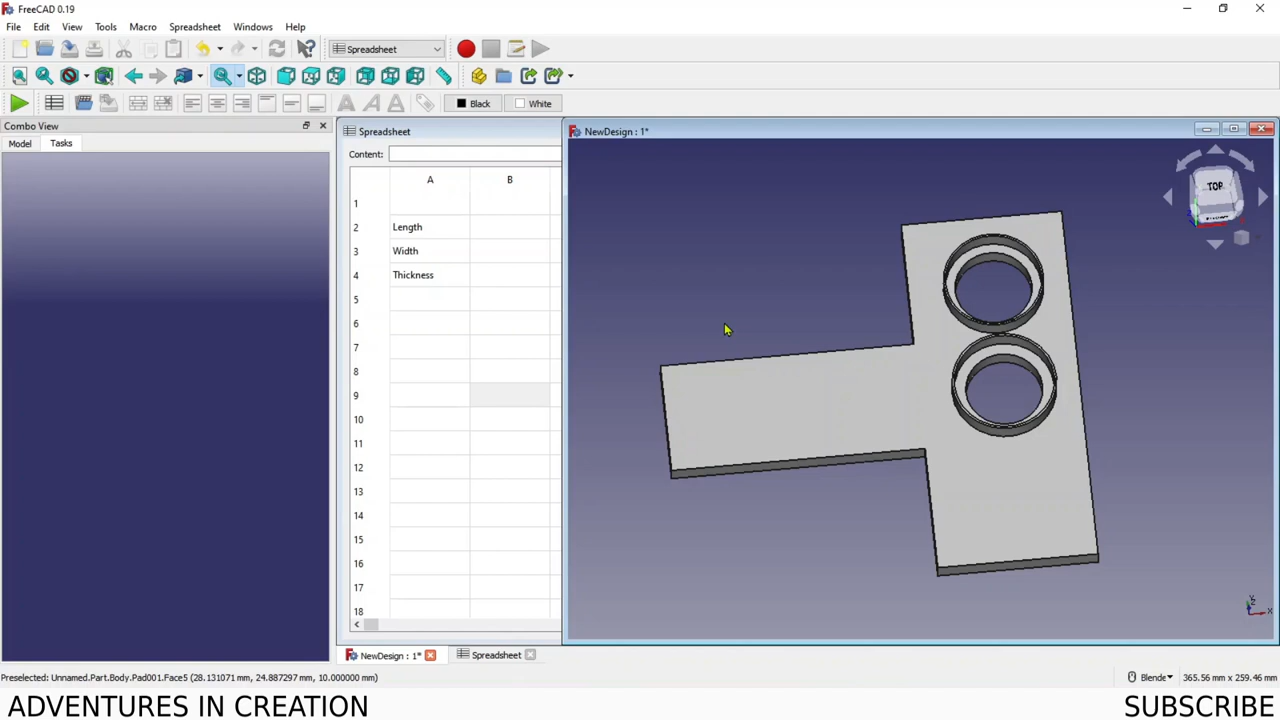 FreeCAD 0.19
File Edit View Tools Macro Spreadsheet Windows Help
Spreadsheet
Black White
Combo View
Model Tasks
Spreadsheet
Content:
A B
1
2 Length
3 Width
4 Thickness
5
6
7
8
9
10
11
12
13
14
15
16
17
18
NewDesign : 1*
TOP
NewDesign : 1* Spreadsheet
Preselected: Unnamed.Part.Body.Pad001.Face5 (28.131071 mm, 24.887297 mm, 10.000000 mm)
Blende 365.56 mm x 259.46 mm
ADVENTURES IN CREATION SUBSCRIBE